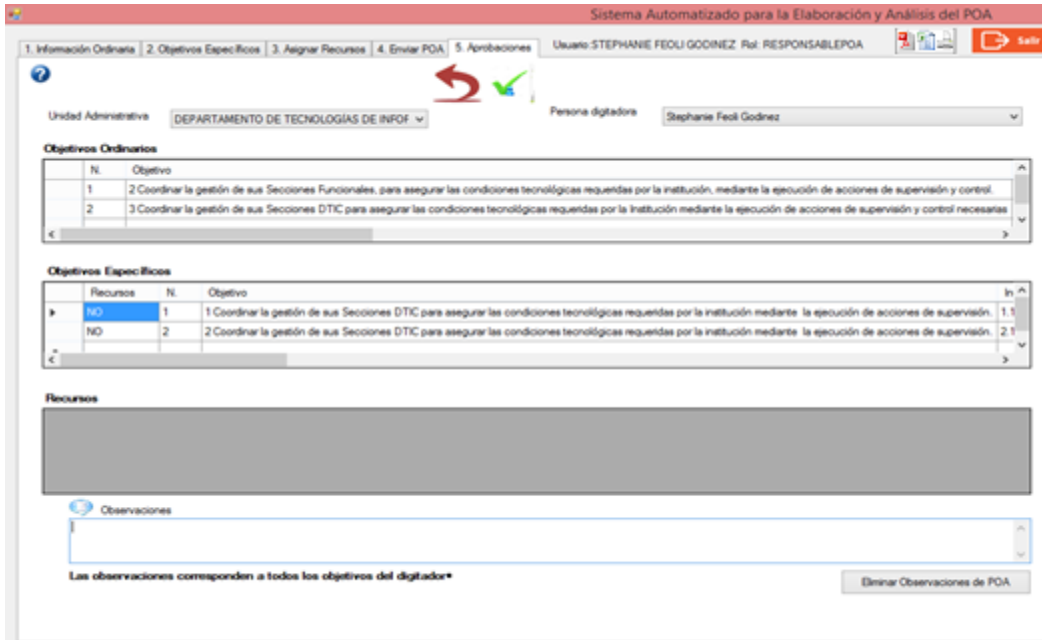 Sistema Automatizado para la Elaboración y Análisis del POA
1. Información Ordinaria 2. Objetivos Específicos 3. Asignar Recursos 4. Enviar POA 5. Aprobaciones Usuario:STEPHANIE FEOLI GODINEZ Rol: RESPONSABLEPOA Salir
Unidad Administrativa DEPARTAMENTO DE TECNOLOGÍAS DE INFOF Persona digitadora Stephanie Feoli Godinez
Objetivos Ordinarios
N. Objetivo
1 2 Coordinar la gestión de sus Secciones Funcionales, para asegurar las condiciones tecnológicas requeridas por la institución, mediante la ejecución de acciones de supervisión y control.
2 3 Coordinar la gestión de sus Secciones DTIC para asegurar las condiciones tecnológicas requeridas por la Institución mediante la ejecución de acciones de supervisión y control necesarias
Objetivos Específicos
Recursos N. Objetivo In
NO 1 1 Coordinar la gestión de sus Secciones DTIC para asegurar las condiciones tecnológicas requeridas por la institución mediante la ejecución de acciones de supervisión. 1.1
NO 2 2 Coordinar la gestión de sus Secciones DTIC para asegurar las condiciones tecnológicas requeridas por la institución mediante la ejecución de acciones de supervisión. 2.1
Recursos
Observaciones
Las observaciones corresponden a todos los objetivos del digitador*
Eliminar Observaciones de POA